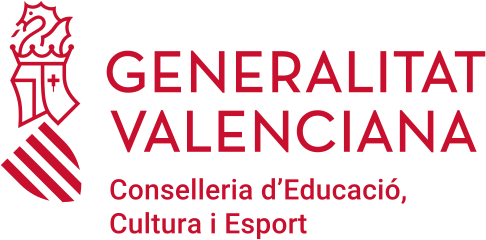 GENERALITAT
VALENCIANA
Conselleria d'Educació,
Cultura i Esport